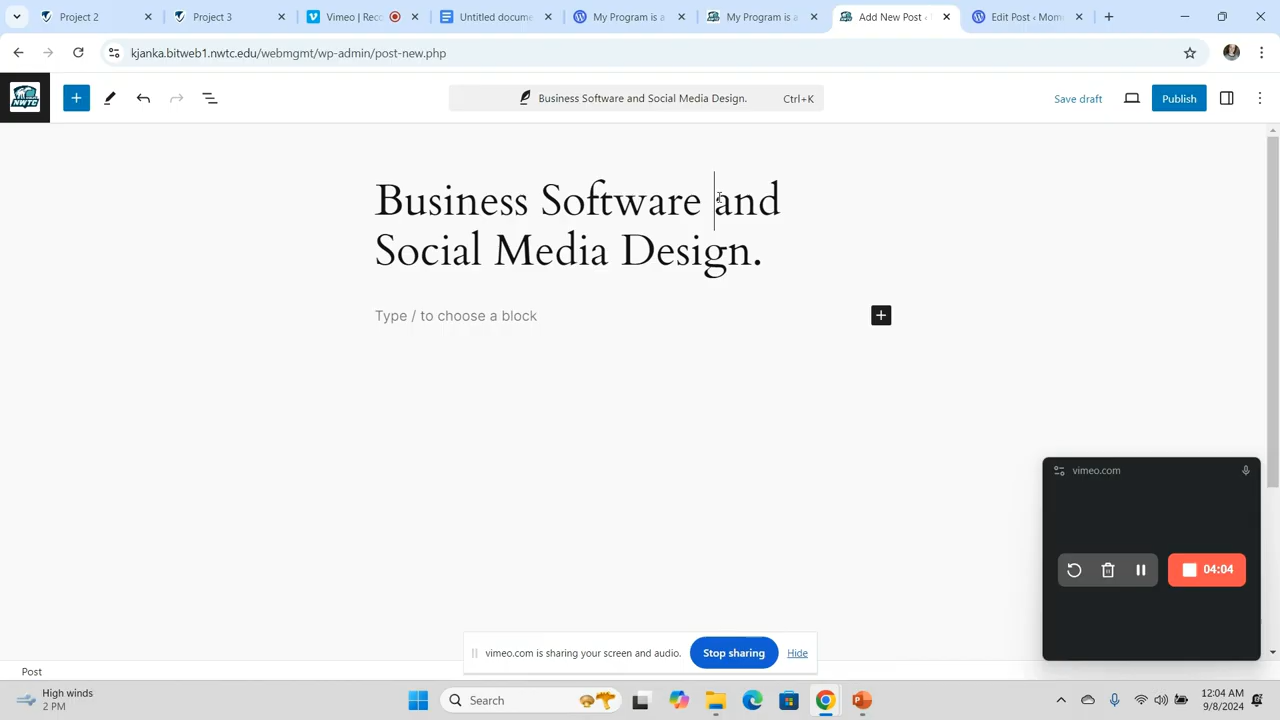 Project 2
Project 3
Vimeo | Rec
Untitled docume
My Program is a
My Program is a
Add New Post ‹
Edit Post ‹ Mom
kjanka.bitweb1.nwtc.edu/webmgmt/wp-admin/post-new.php
NWTC
Business Software and Social Media Design.
Ctrl+K
Save draft
Publish
Business Software and
Social Media Design.
Type / to choose a block
vimeo.com
04:04
vimeo.com is sharing your screen and audio.
Stop sharing
Hide
Post
High winds
2 PM
Search
12:04 AM
9/8/2024